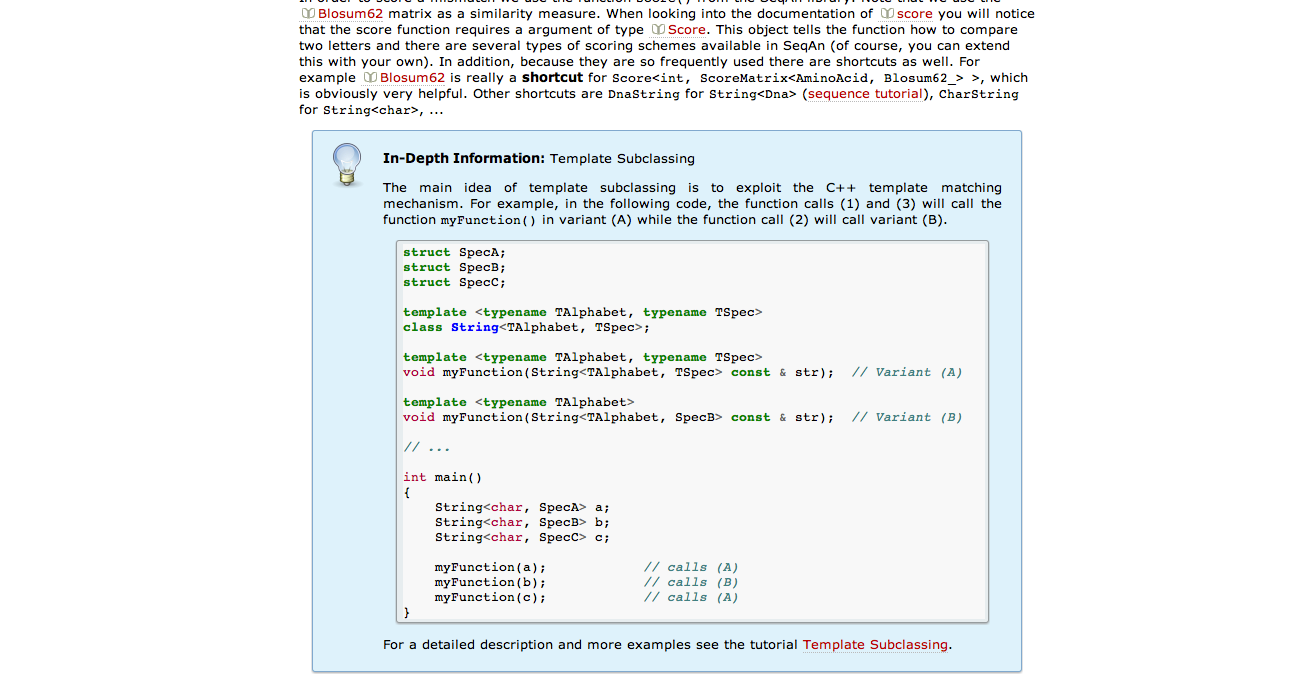 Blosum62 matrix as a similarity measure. When looking into the documentation of score you will notice
that the score function requires a argument of type Score. This object tells the function how to compare
two letters and there are several types of scoring schemes available in SeqAn (of course, you can extend
this with your own). In addition, because they are so frequently used there are shortcuts as well. For
example Blosum62 is really a shortcut for Score<int, ScoreMatrix<AminoAcid, Blosum62_> >, which
is obviously very helpful. Other shortcuts are DnaString for String<Dna> (sequence tutorial), CharString
for String<char>, ...
In-Depth Information: Template Subclassing
The main idea of template subclassing is to exploit the C++ template matching
mechanism. For example, in the following code, the function calls (1) and (3) will call the
function myFunction() in variant (A) while the function call (2) will call variant (B).
struct SpecA;
struct SpecB;
struct SpecC;
template <typename TAlphabet, typename TSpec>
class String<TAlphabet, TSpec>;
template <typename TAlphabet, typename TSpec>
void myFunction(String<TAlphabet, TSpec> const & str);  // Variant (A)
template <typename TAlphabet>
void myFunction(String<TAlphabet, SpecB> const & str);  // Variant (B)
// ...
int main()
{
    String<char, SpecA> a;
    String<char, SpecB> b;
    String<char, SpecC> c;
    myFunction(a);            // calls (A)
    myFunction(b);            // calls (B)
    myFunction(c);            // calls (A)
}
For a detailed description and more examples see the tutorial Template Subclassing.